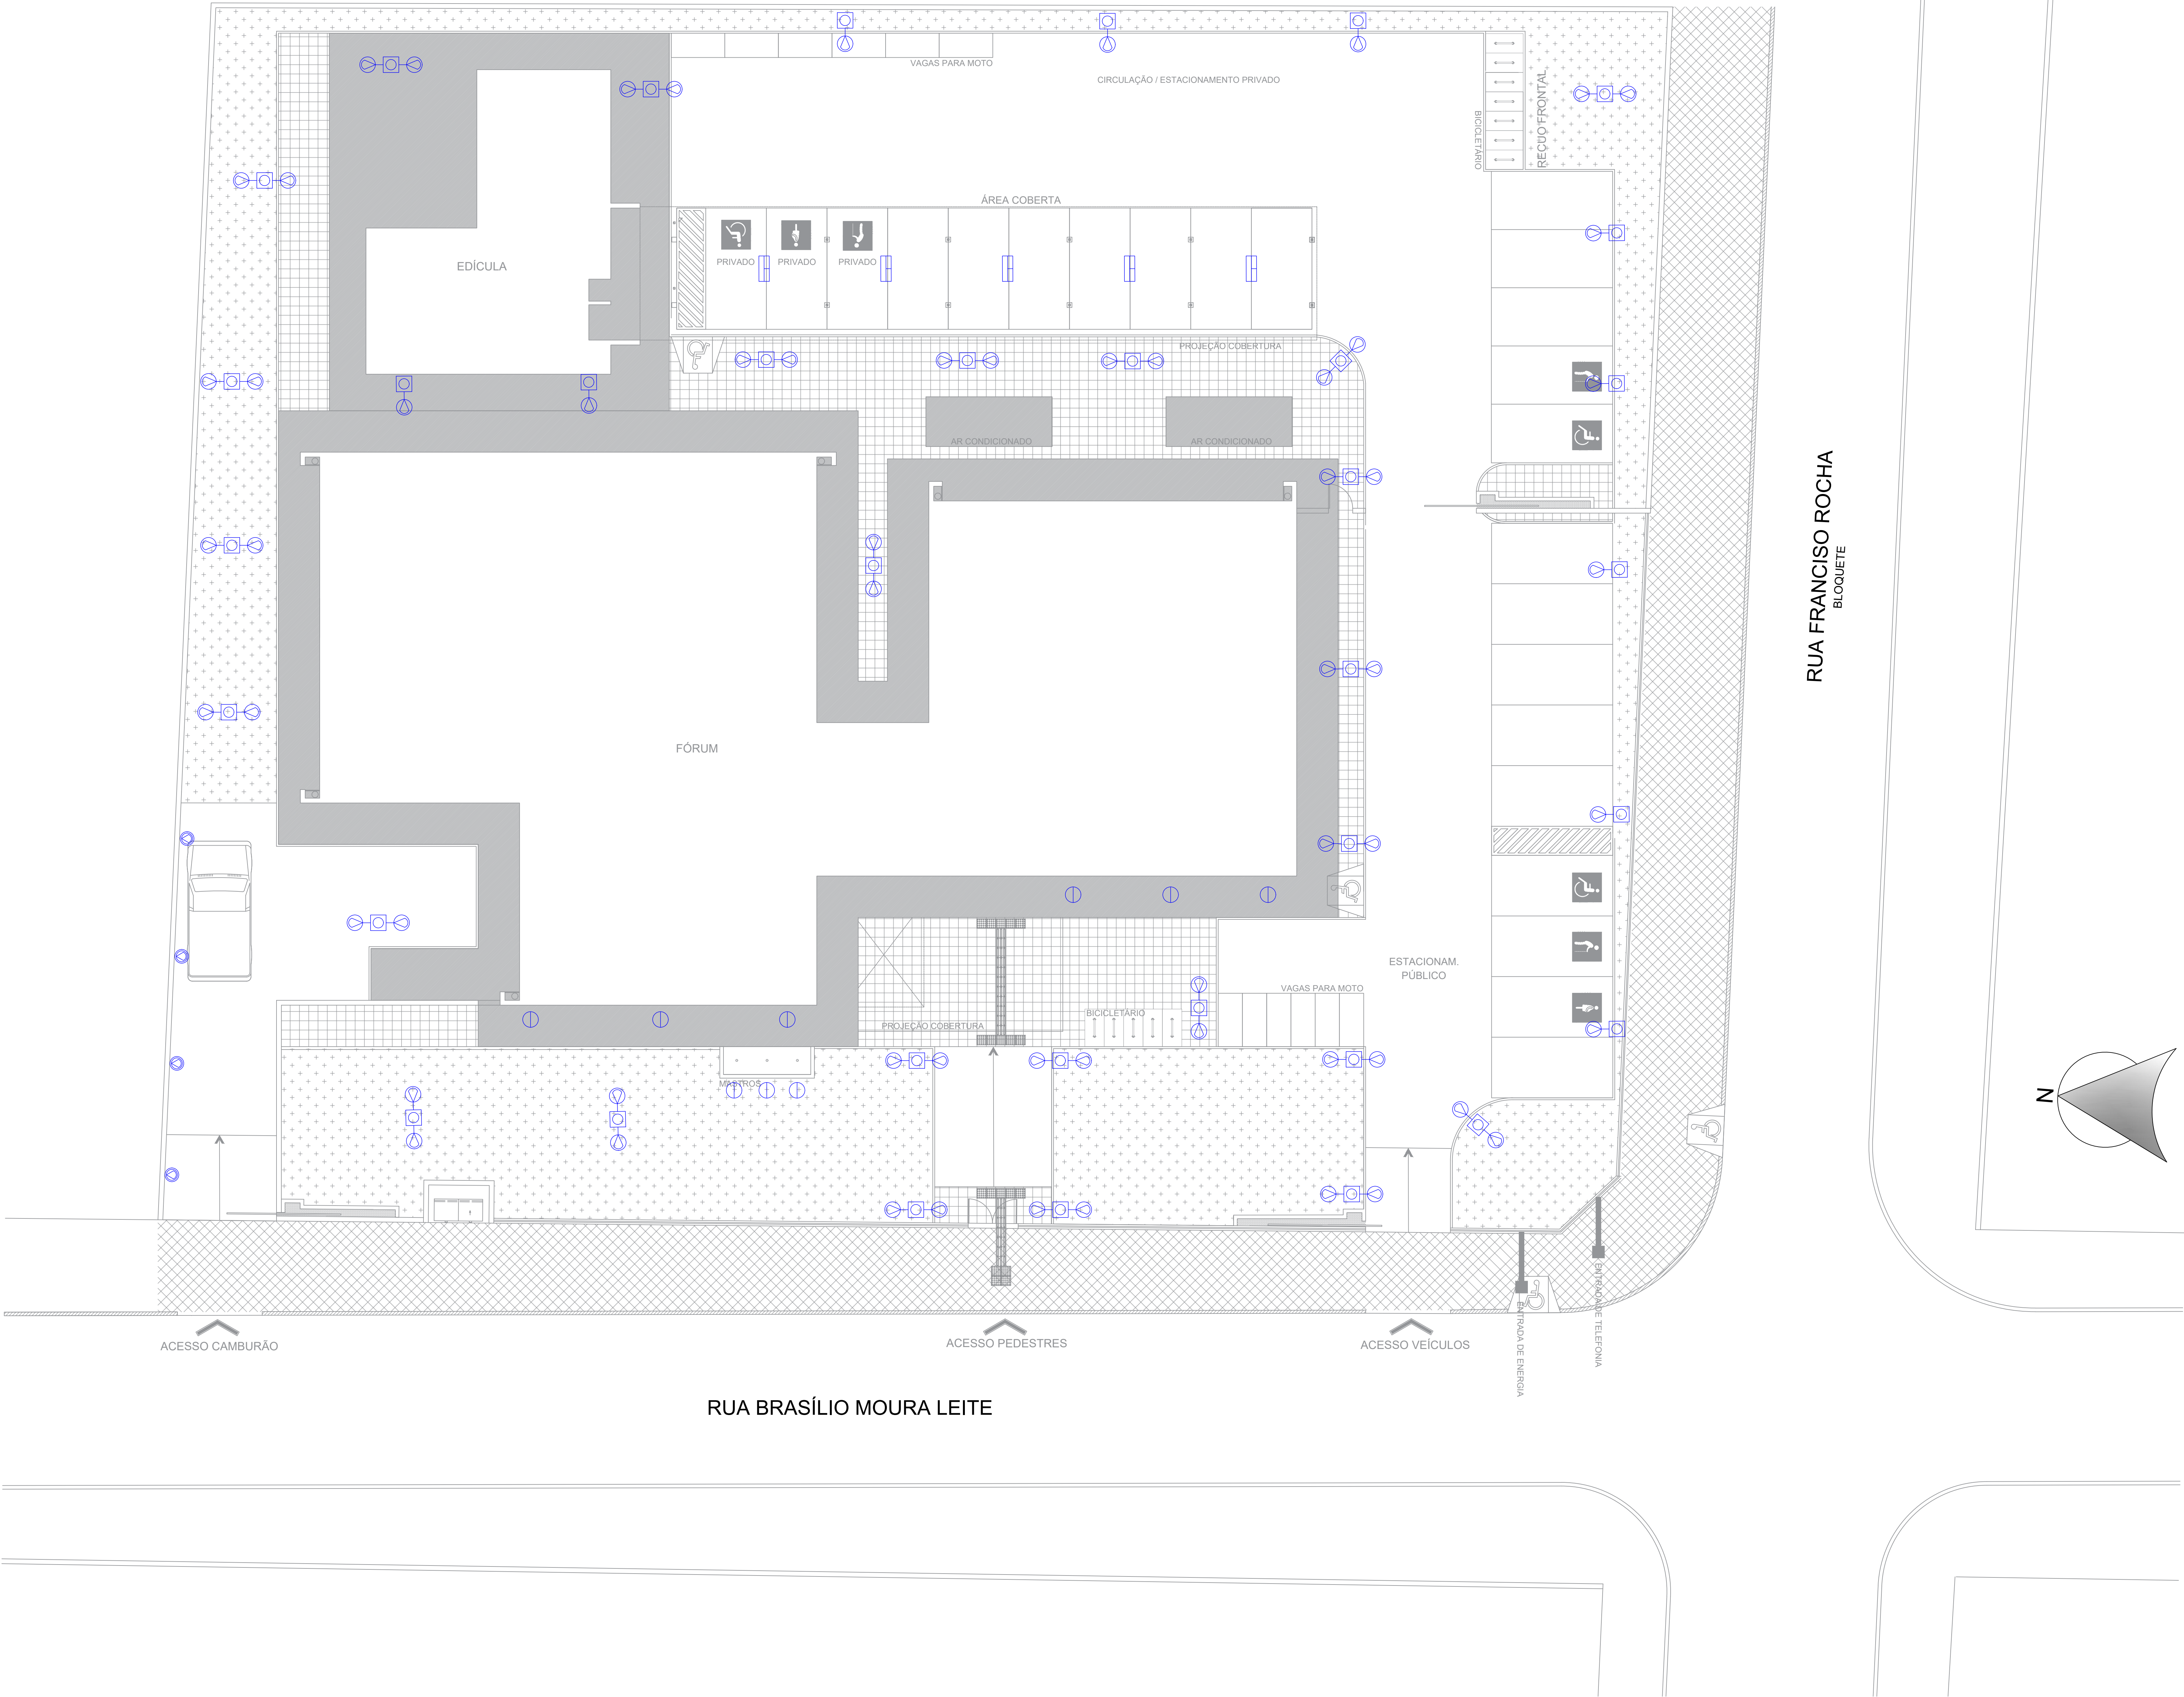 VAGAS PARA MOTO
CIRCULAÇÃO / ESTACIONAMENTO PRIVADO
BICICLETÁRIO
RECUO FRONTAL
ÁREA COBERTA
PRIVADO
PRIVADO
PRIVADO
EDÍCULA
PROJEÇÃO COBERTURA
AR CONDICIONADO
AR CONDICIONADO
RUA FRANCISO ROCHA
BLOQUETE
FÓRUM
ESTACIONAM.
PÚBLICO
VAGAS PARA MOTO
BICICLETÁRIO
PROJEÇÃO COBERTURA
MASTROS
N
ENTRADA DE ENERGIA
ENTRADA DE TELEFONIA
ACESSO CAMBURÃO
ACESSO PEDESTRES
ACESSO VEÍCULOS
RUA BRASÍLIO MOURA LEITE